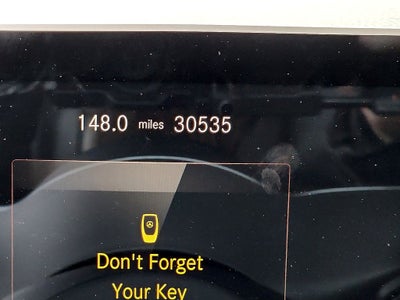 148.0 miles 30535
Don't Forget
Your Key